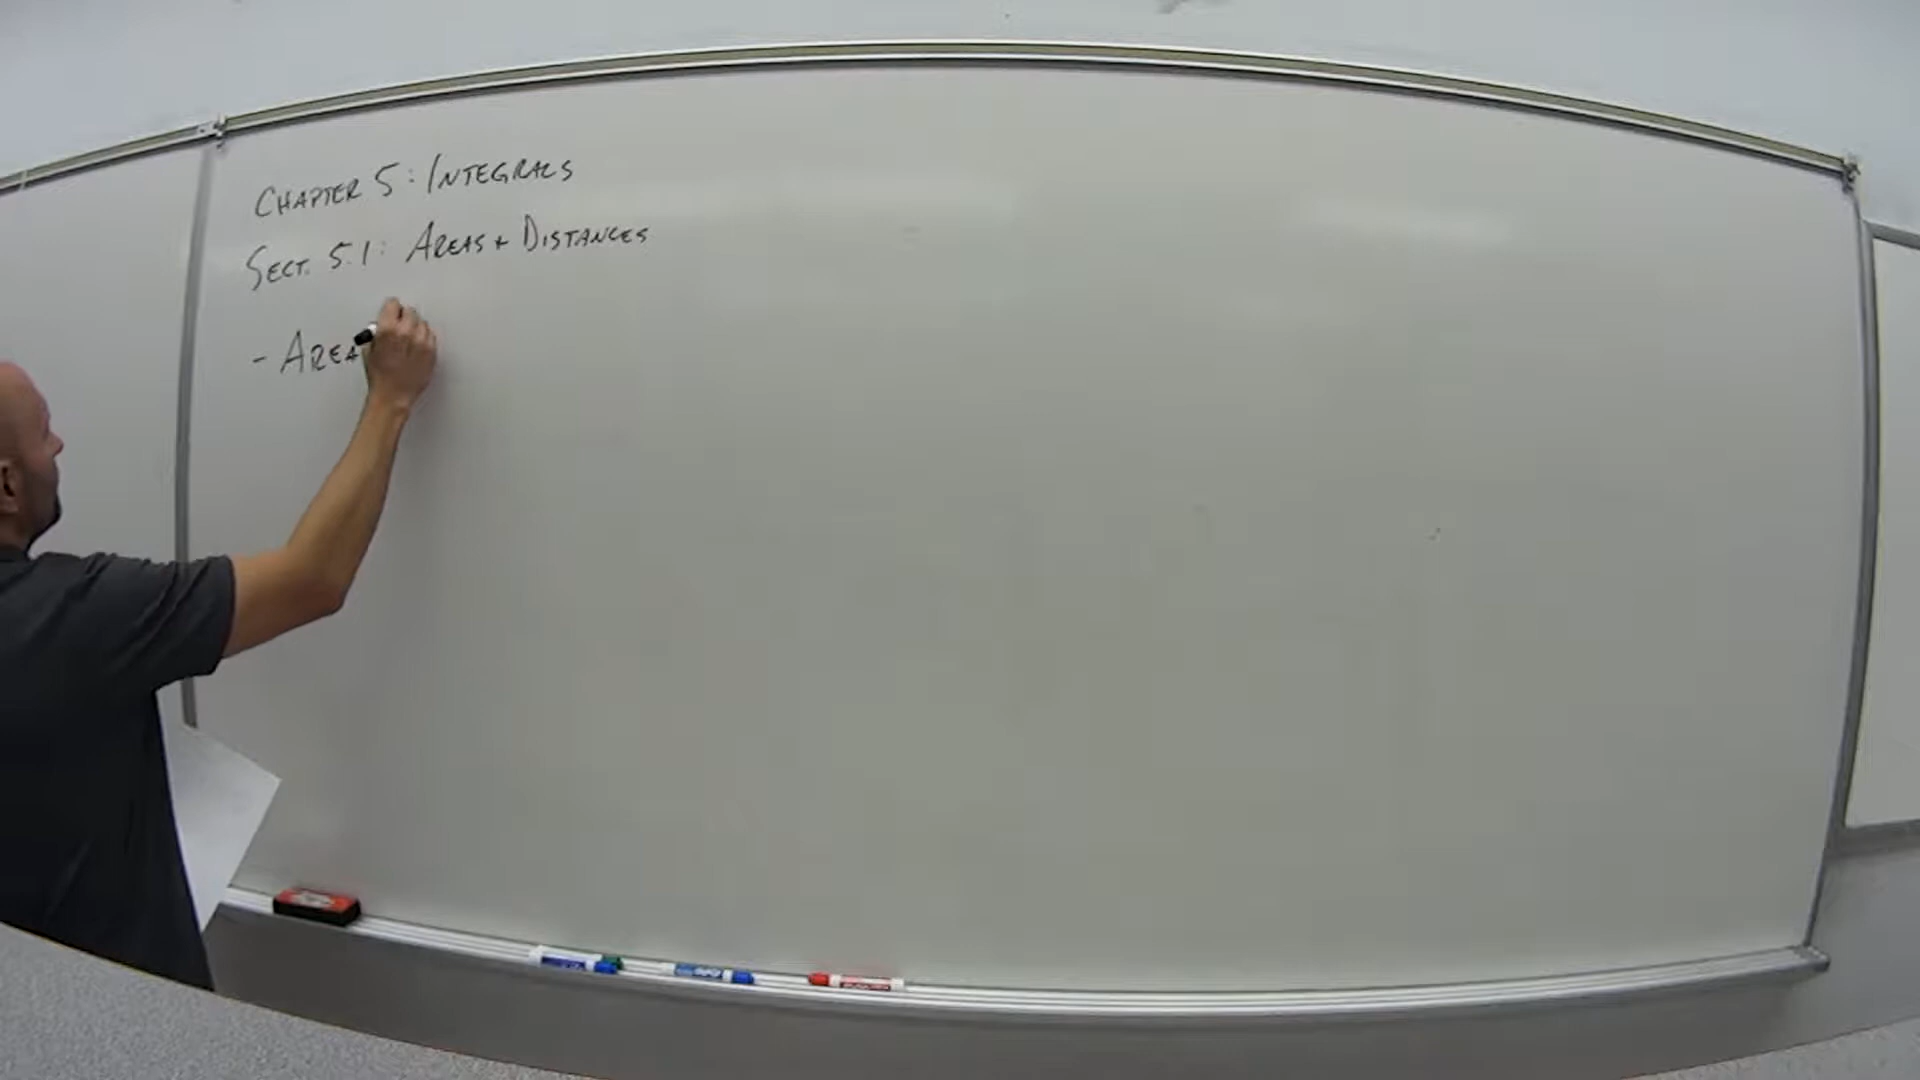 CHAPTER 5: INTEGRALS
SECT. 5.1: AREAS + DISTANCES
- AREA